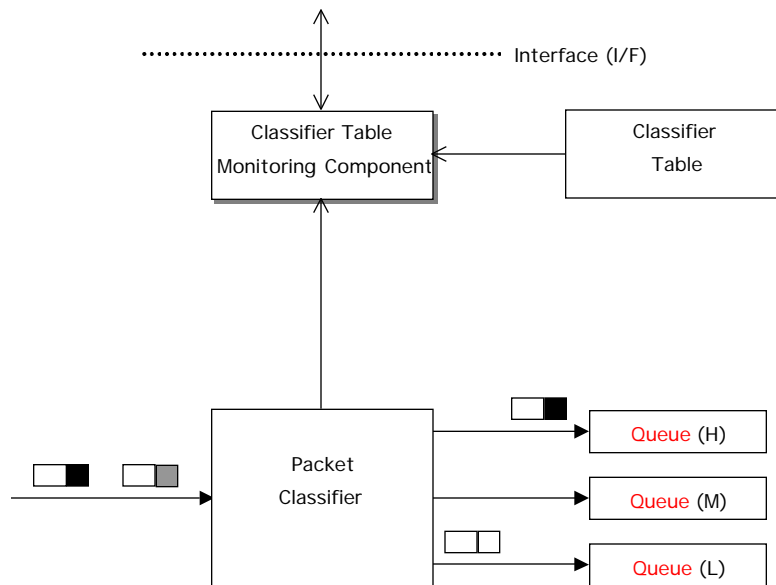 Interface (I/F)
Classifier Table
Monitoring Component
Classifier
Table
Packet
Classifier
Queue (H)
Queue (M)
Queue (L)